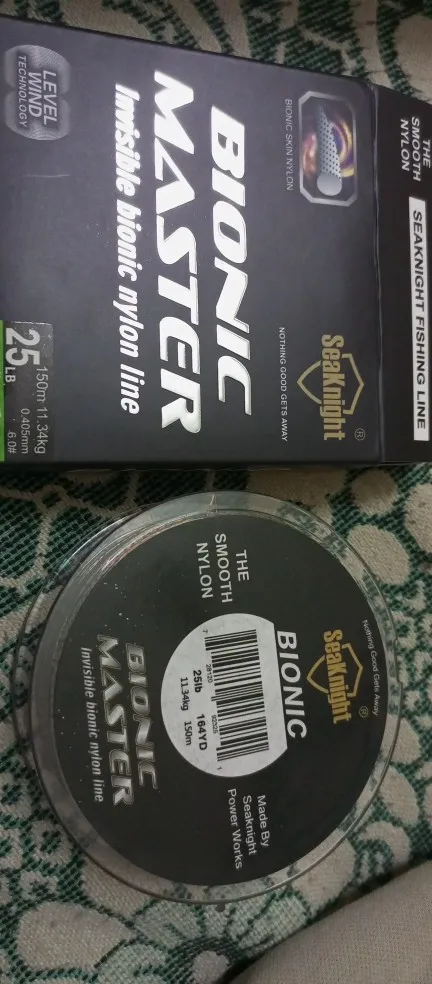 THE
SMOOTH
NYLON
SEAKNIGHT FISHING LINE
SeaKnight®
NOTHING GOOD GETS AWAY
BIONIC SKIN NYLON
BIONIC
MASTER
Invisible bionic nylon line
LEVEL
WIND
TECHNOLOGY
25LB
150m 11.34kg
0.405mm
6.0#
Nothing Good Gets Away
SeaKnight®
THE
SMOOTH
NYLON
BIONIC
25lb 164YD
11.34kg 150m
Made By
Seaknight
Power Works
BIONIC
MASTER
Invisible bionic nylon line